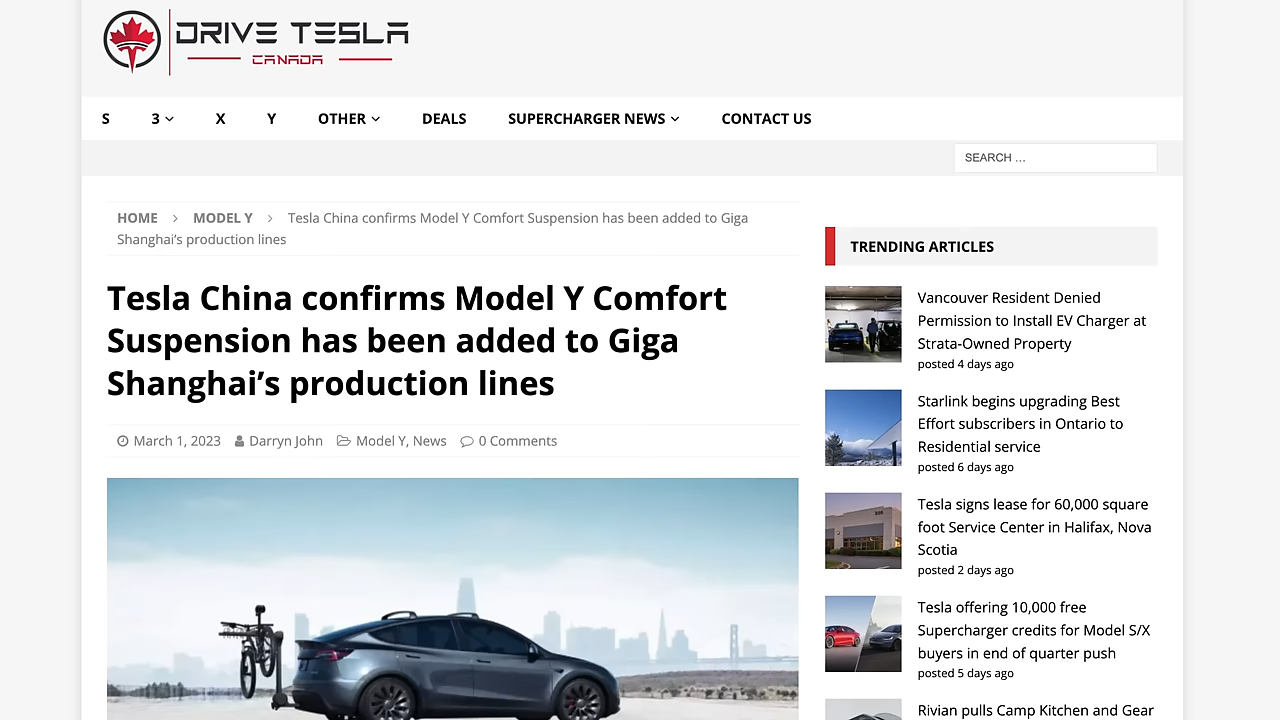 DRIVE TESLA
CANADA
S 3 X Y OTHER DEALS SUPERCHARGER NEWS CONTACT US
SEARCH …
HOME MODEL Y Tesla China confirms Model Y Comfort Suspension has been added to Giga
Shanghai’s production lines
Tesla China confirms Model Y Comfort
Suspension has been added to Giga
Shanghai’s production lines
March 1, 2023 Darryn John Model Y, News 0 Comments
TRENDING ARTICLES
Vancouver Resident Denied
Permission to Install EV Charger at
Strata-Owned Property
posted 4 days ago
Starlink begins upgrading Best
Effort subscribers in Ontario to
Residential service
posted 6 days ago
Tesla signs lease for 60,000 square
foot Service Center in Halifax, Nova
Scotia
posted 2 days ago
Tesla offering 10,000 free
Supercharger credits for Model S/X
buyers in end of quarter push
posted 5 days ago
Rivian pulls Camp Kitchen and Gear